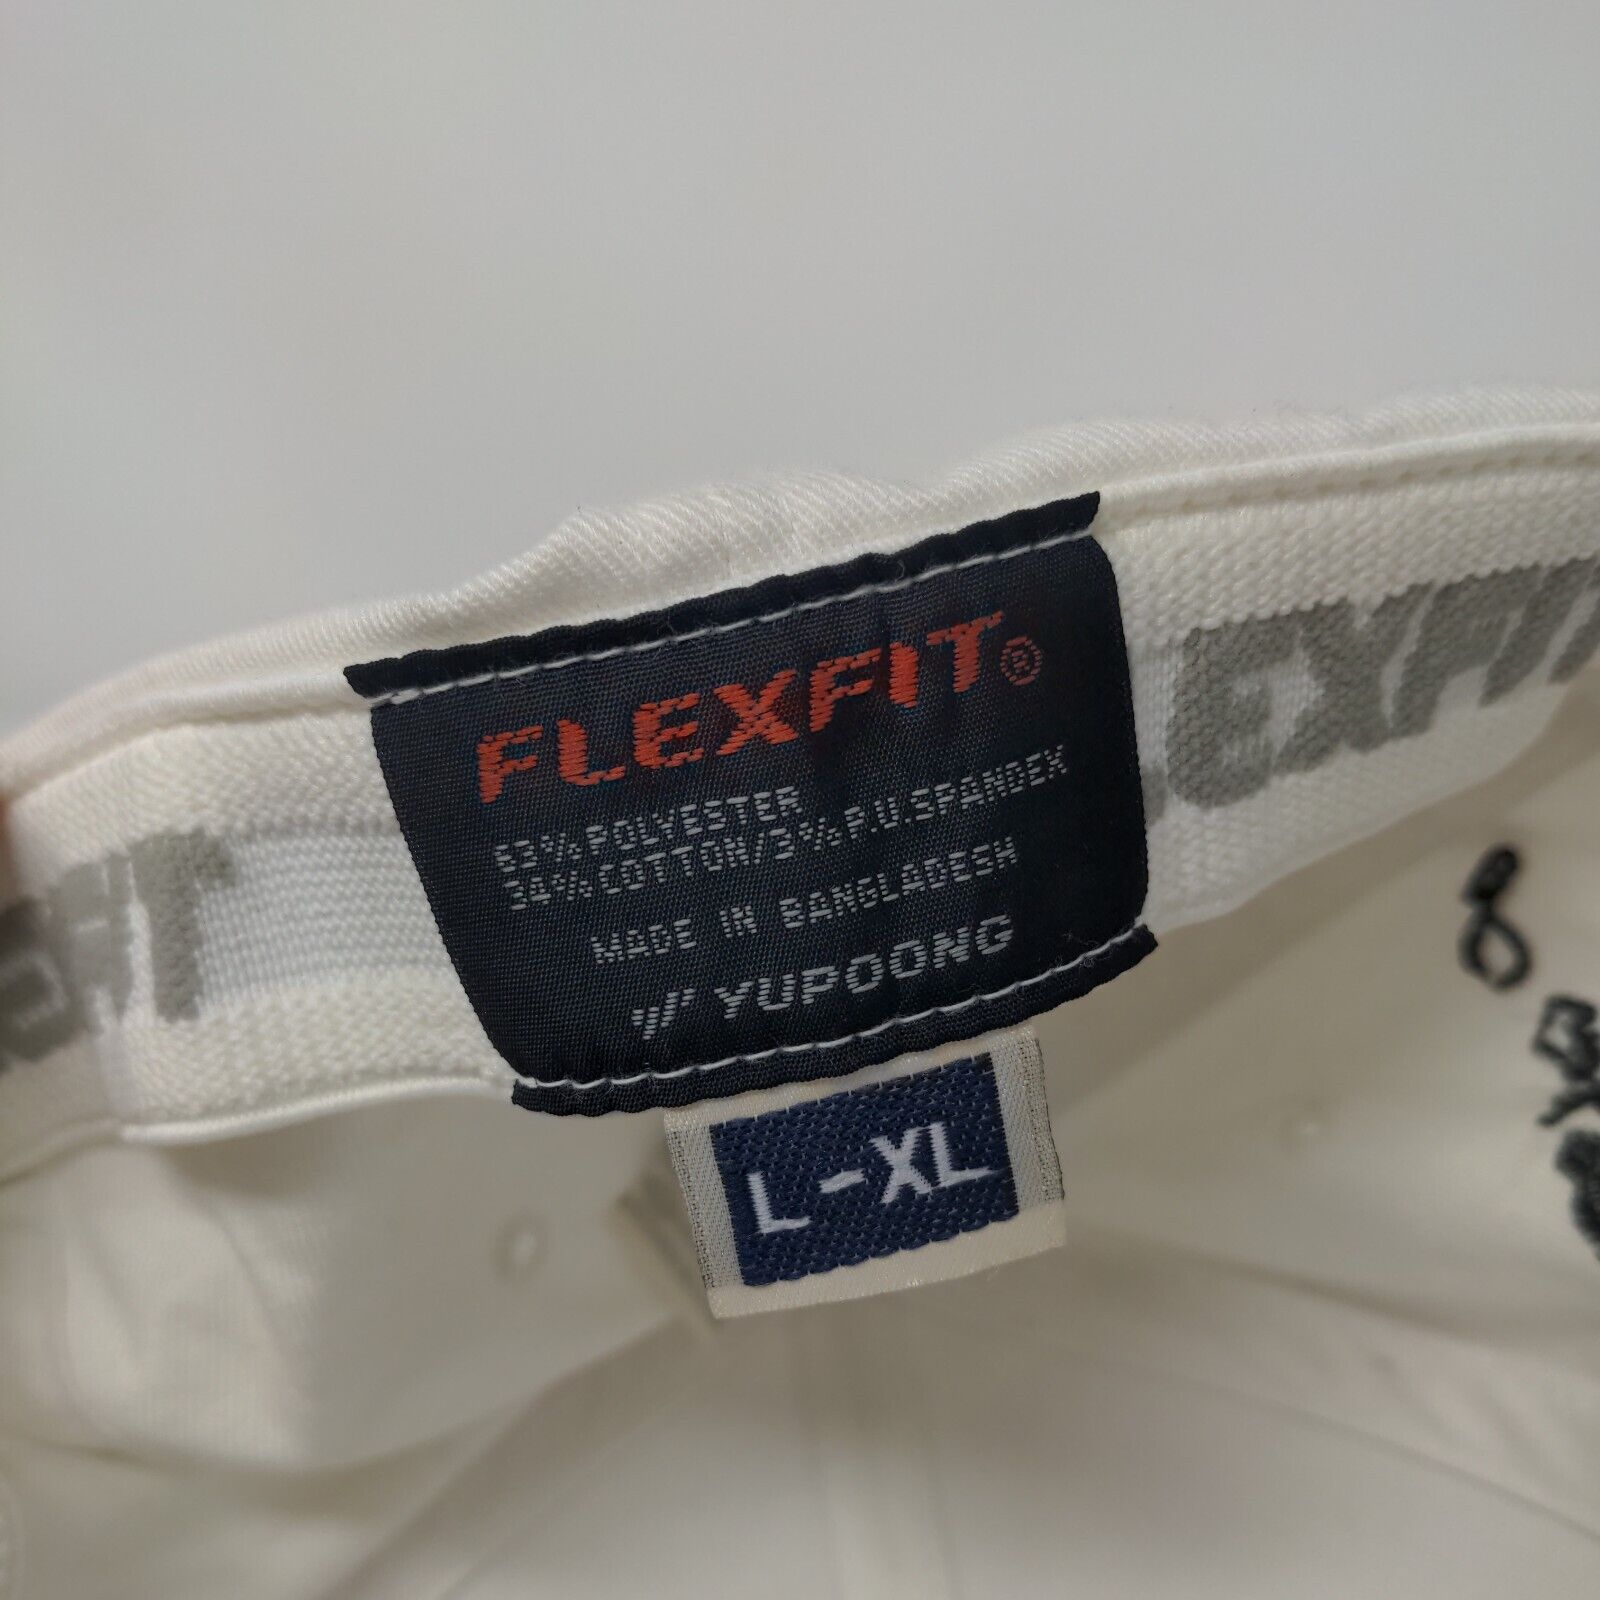 FLEXFIT®
63% POLYESTER
34% COTTON/3% P.U.SPANDEX
MADE IN BANGLADESH
YUPOONG
L-XL